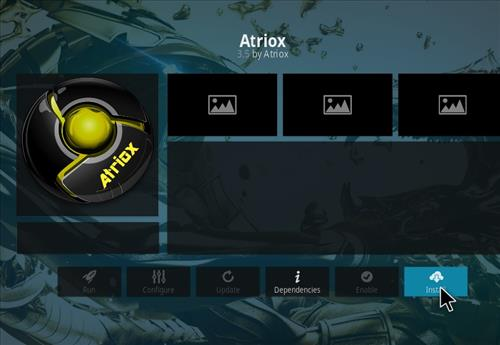 Atriox
3.5 by Atriox
Atriox
Run
Configure
Update
Dependencies
Enable